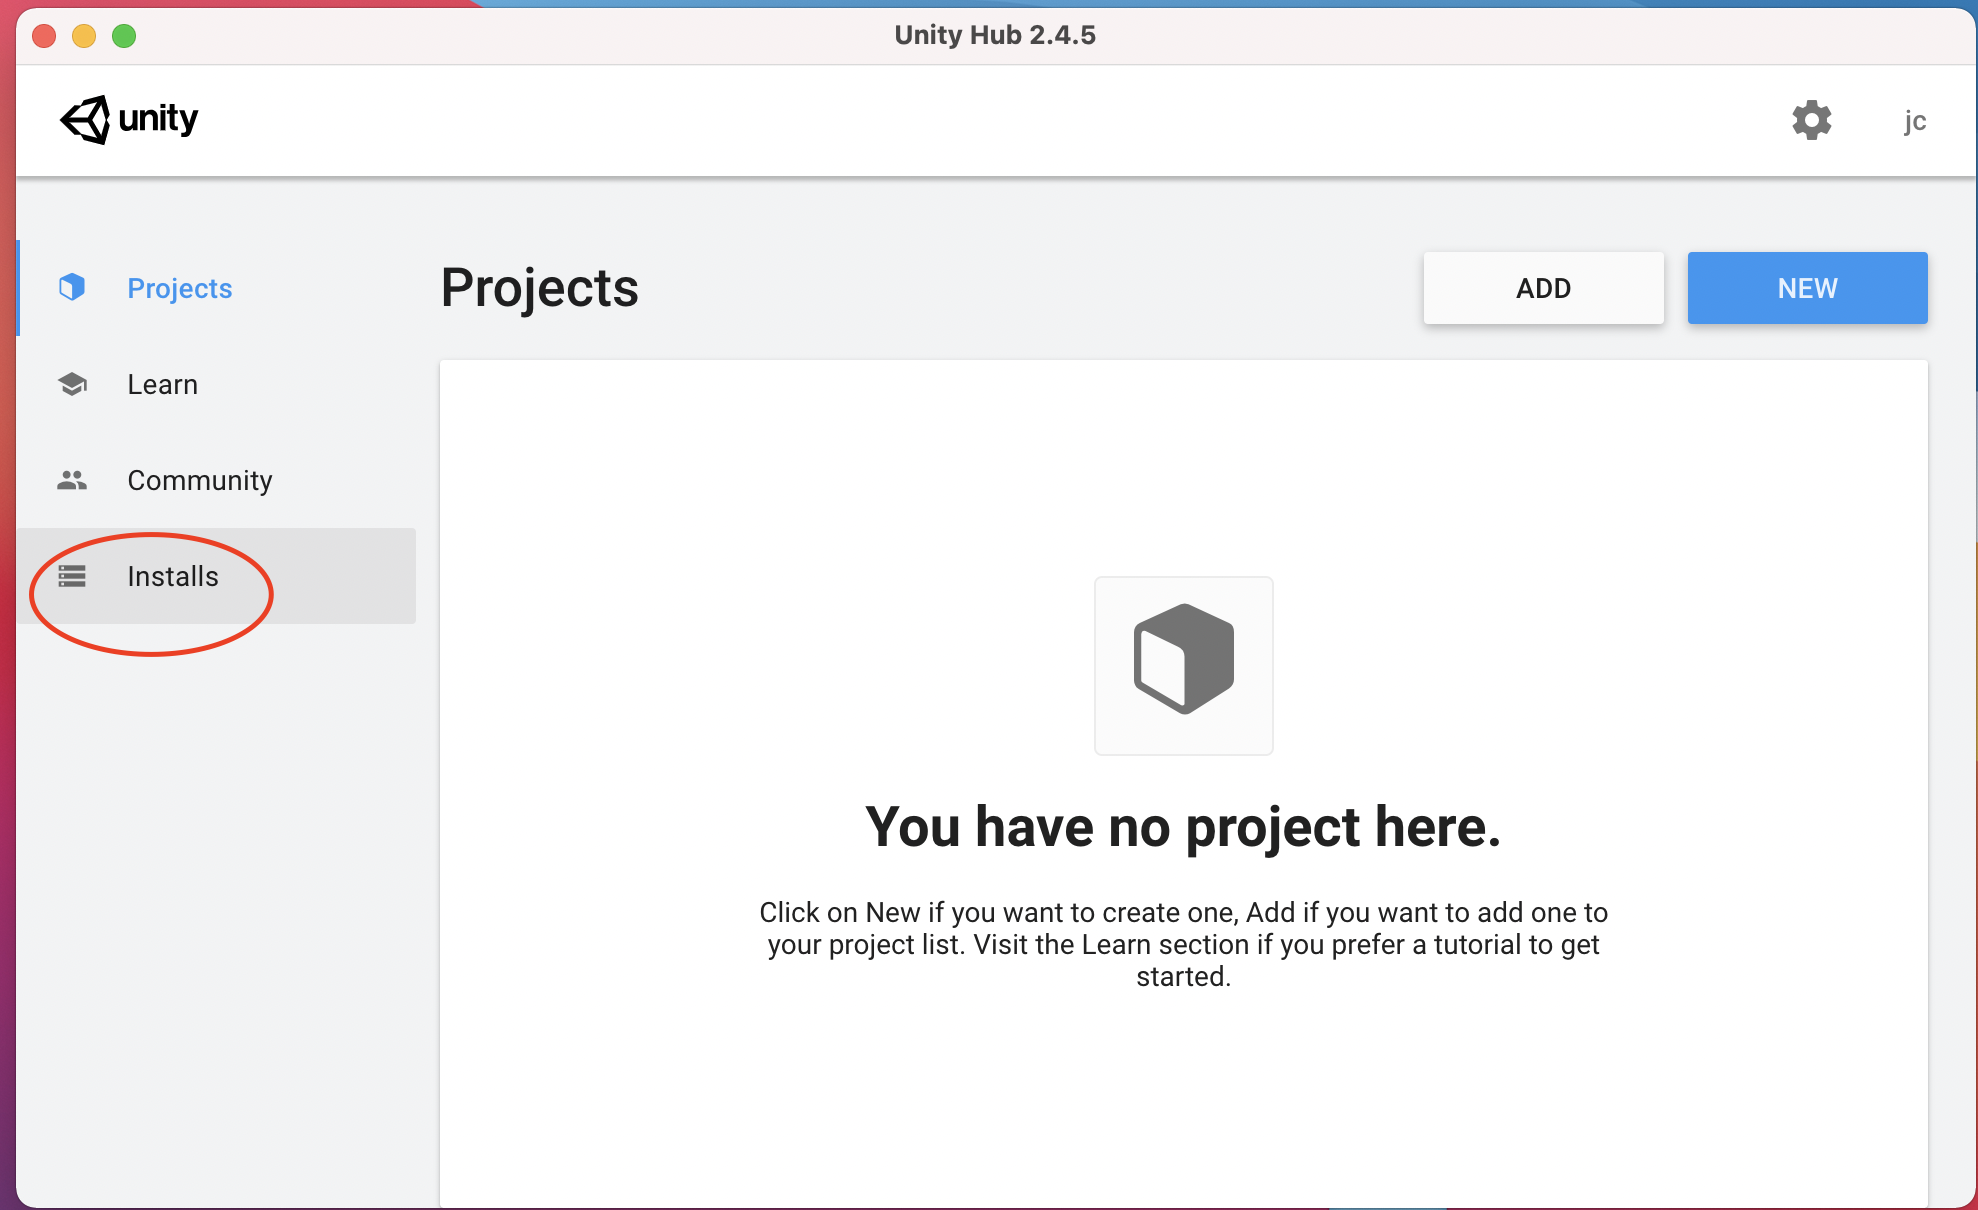 Unity Hub 2.4.5
unity
jc
Projects
Learn
Community
Installs
Projects
ADD
NEW
You have no project here.
Click on New if you want to create one, Add if you want to add one to
your project list. Visit the Learn section if you prefer a tutorial to get
started.